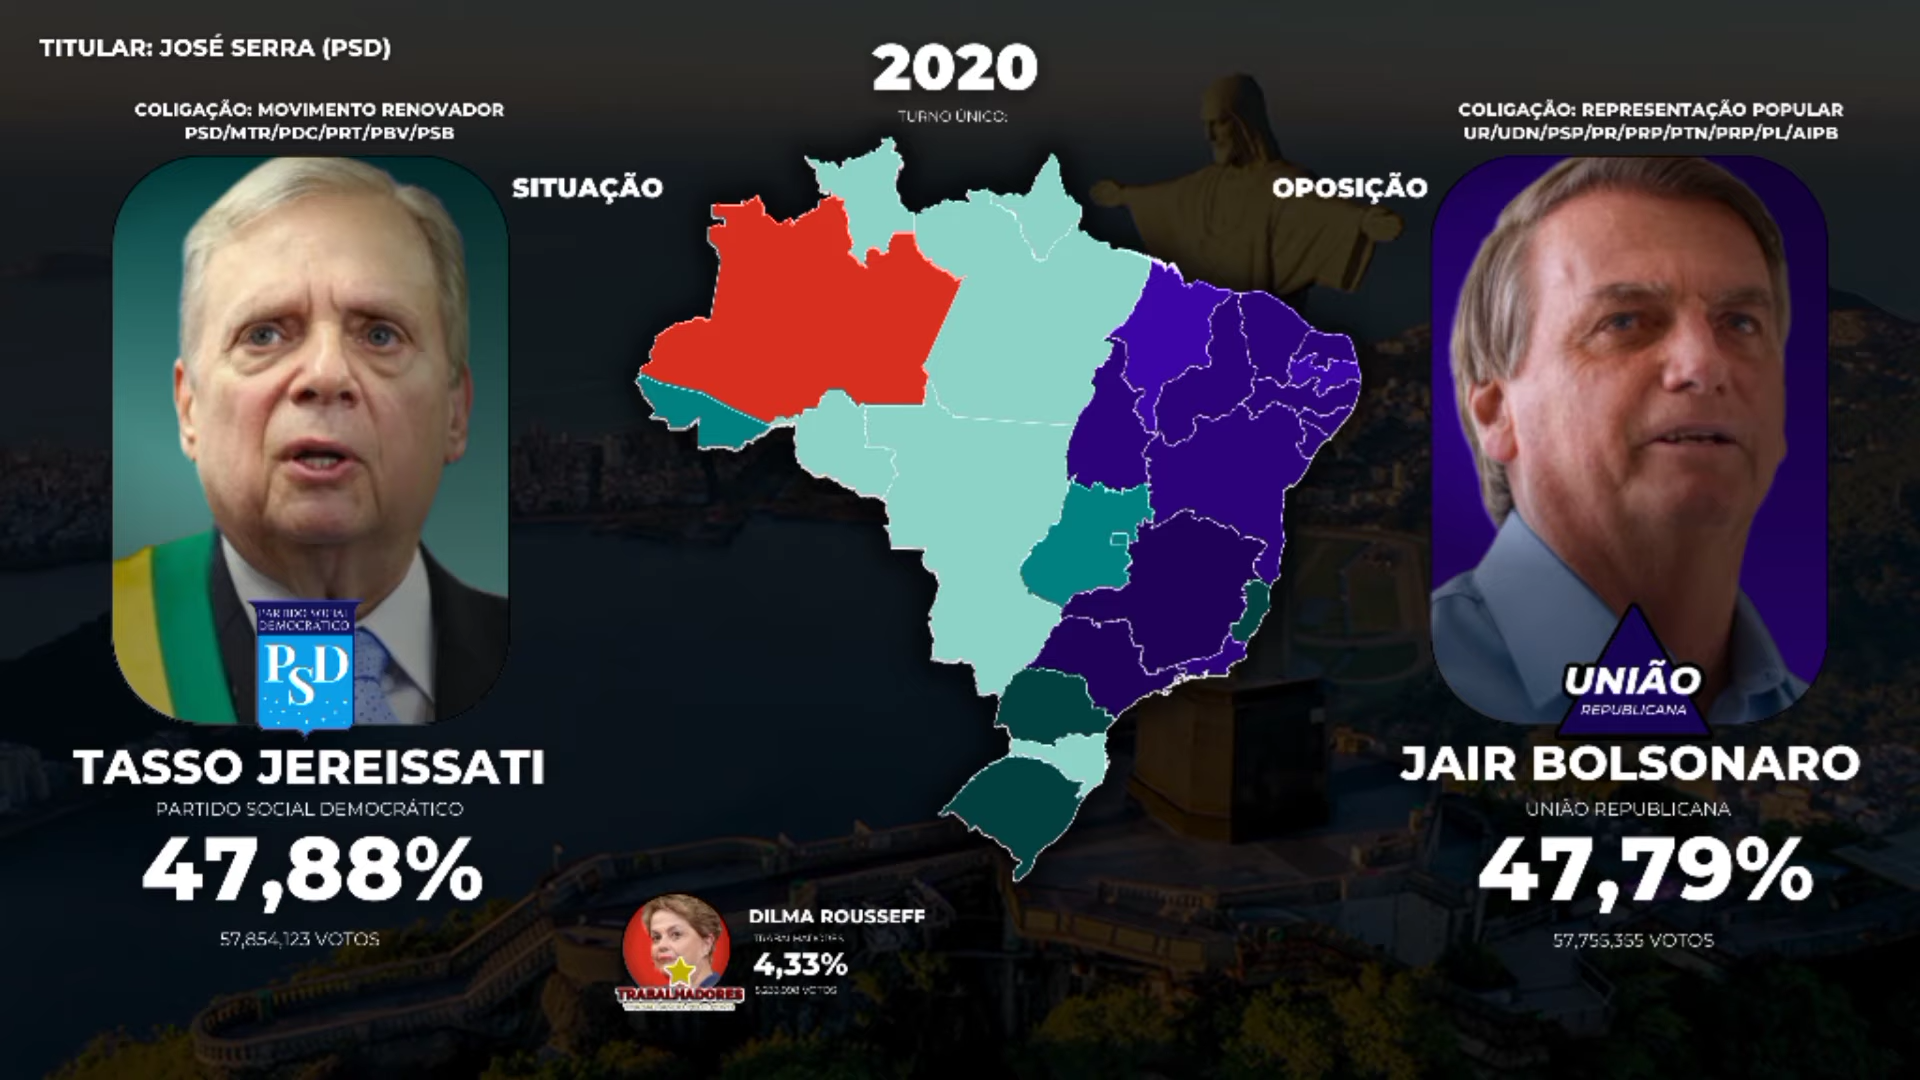 TITULAR: JOSÉ SERRA (PSD)
2020
TURNO ÚNICO:
COLIGAÇÃO: MOVIMENTO RENOVADOR
PSD/MTR/PDC/PRT/PBV/PSB
SITUAÇÃO
COLIGAÇÃO: REPRESENTAÇÃO POPULAR
UR/UDN/PSP/PR/PRP/PTN/PRP/PL/AIPB
OPOSIÇÃO
PARTIDO SOCIAL
DEMOCRÁTICO
PSD
TASSO JEREISSATI
PARTIDO SOCIAL DEMOCRÁTICO
47,88%
57,854,123 VOTOS
UNIÃO
REPUBLICANA
JAIR BOLSONARO
UNIÃO REPUBLICANA
47,79%
57,755,355 VOTOS
TRABALHADORES
DILMA ROUSSEFF
TRABALHADORES
4,33%
VOTOS